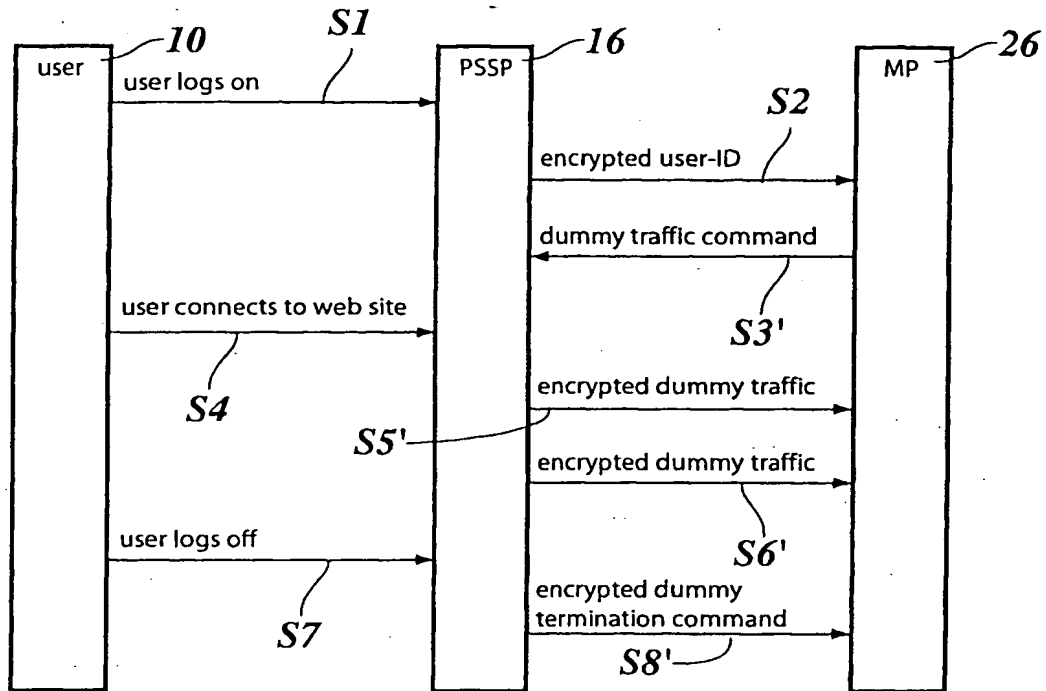 10
S1
16
26
user
PSSP
MP
user logs on
S2
encrypted user-ID
dummy traffic command
S3'
user connects to web site
S4
encrypted dummy traffic
S5'
encrypted dummy traffic
S6'
user logs off
S7
encrypted dummy
termination command
S8'